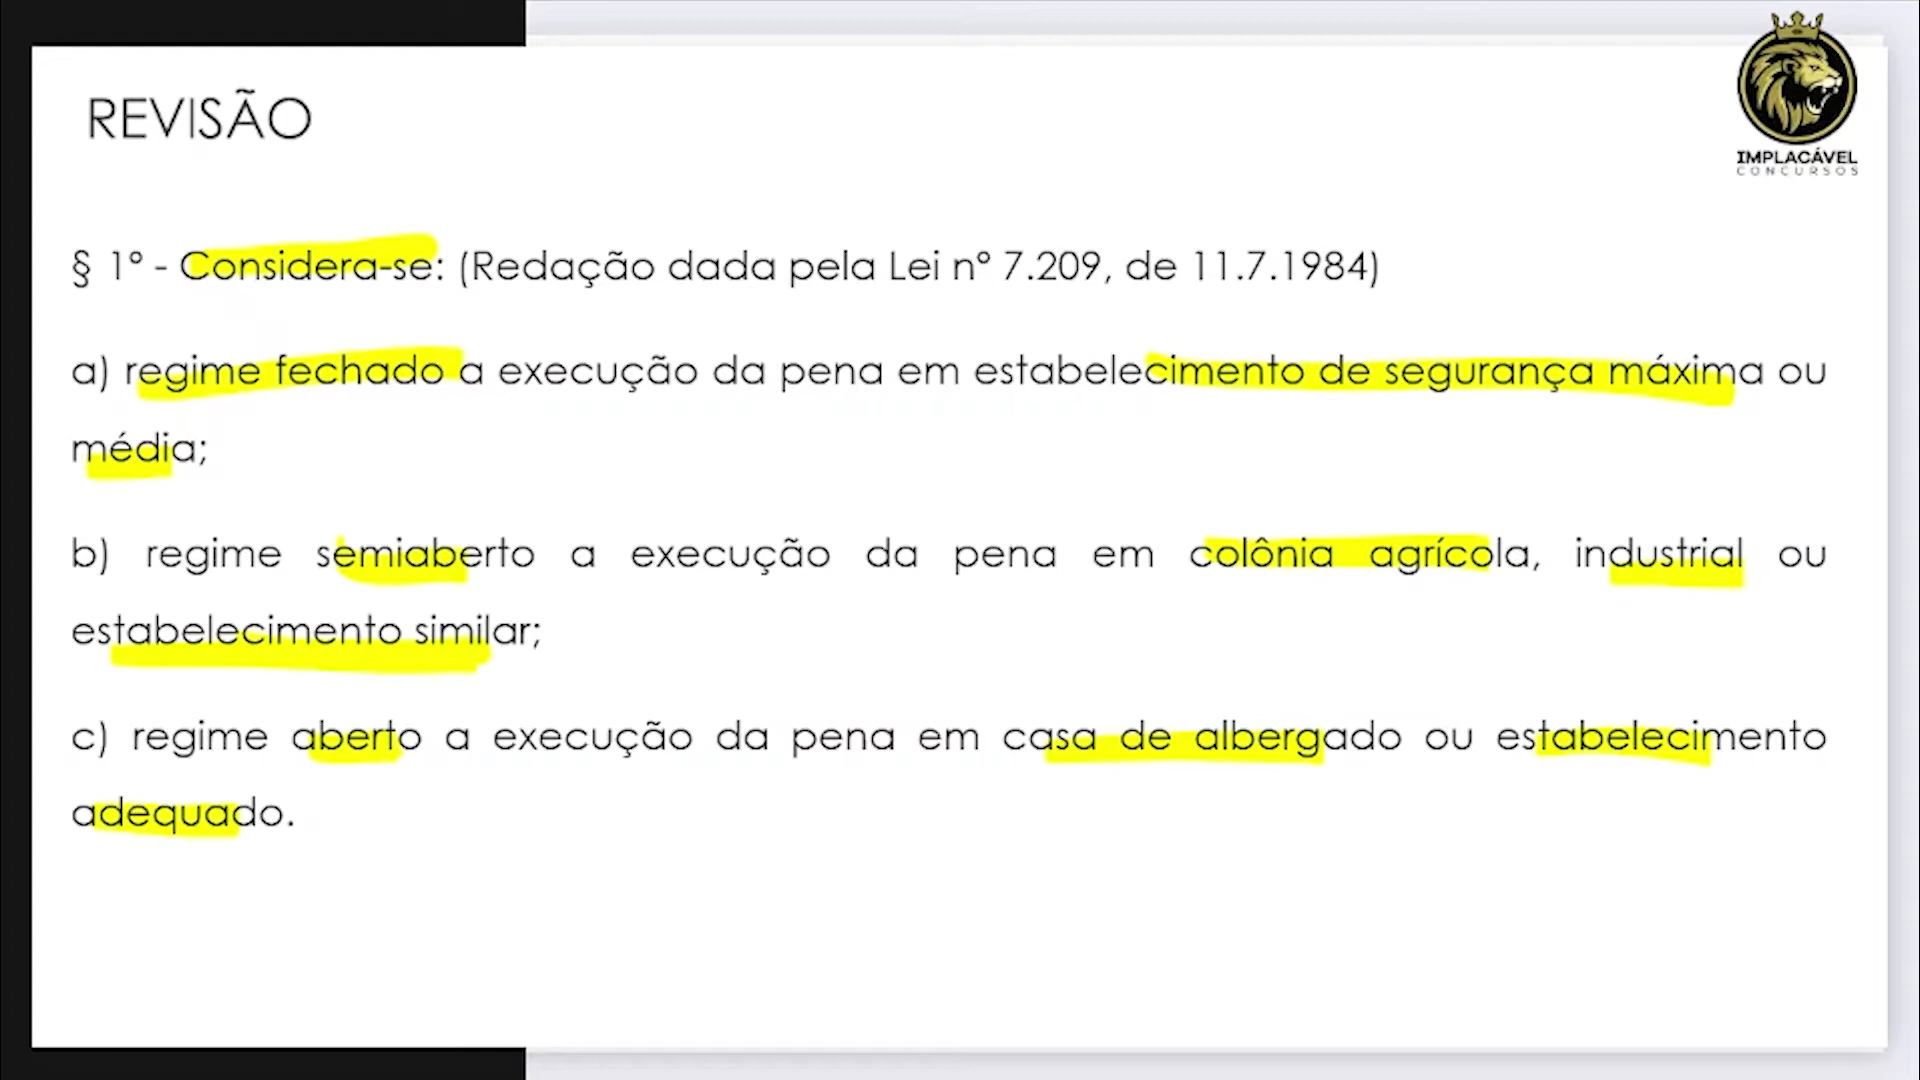 REVISÃO
IMPLACÁVEL
CONCURSOS
§ 1º - Considera-se: (Redação dada pela Lei nº 7.209, de 11.7.1984)
a) regime fechado a execução da pena em estabelecimento de segurança máxima ou
média;
b) regime semiaberto a execução da pena em colônia agrícola, industrial ou
estabelecimento similar;
c) regime aberto a execução da pena em casa de albergado ou estabelecimento
adequado.